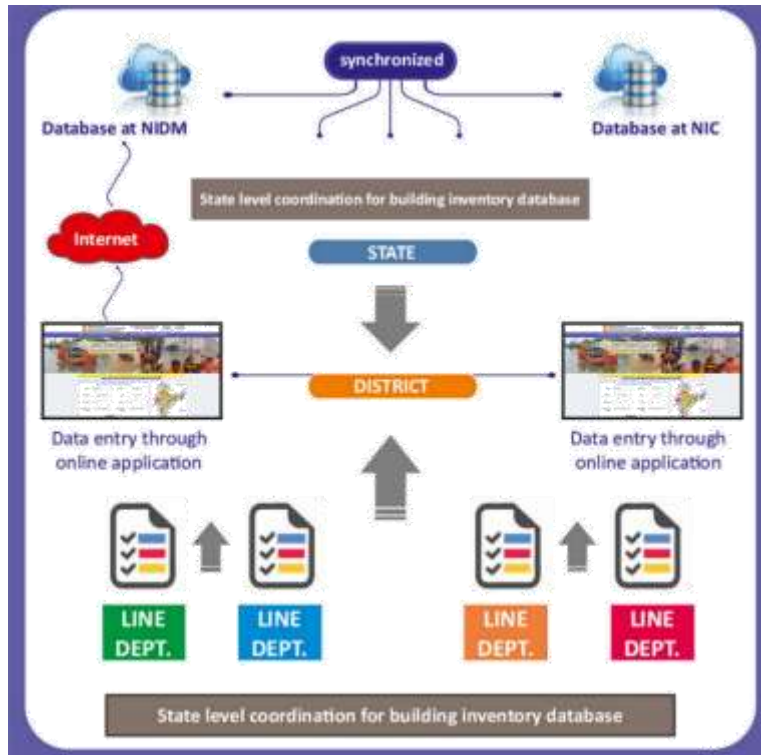 synchronized
Database at NIDM
Database at NIC
State level coordination for building inventory database
Internet
STATE
DISTRICT
Data entry through
online application
Data entry through
online application
LINE
DEPT.
LINE
DEPT.
LINE
DEPT.
LINE
DEPT.
State level coordination for building inventory database